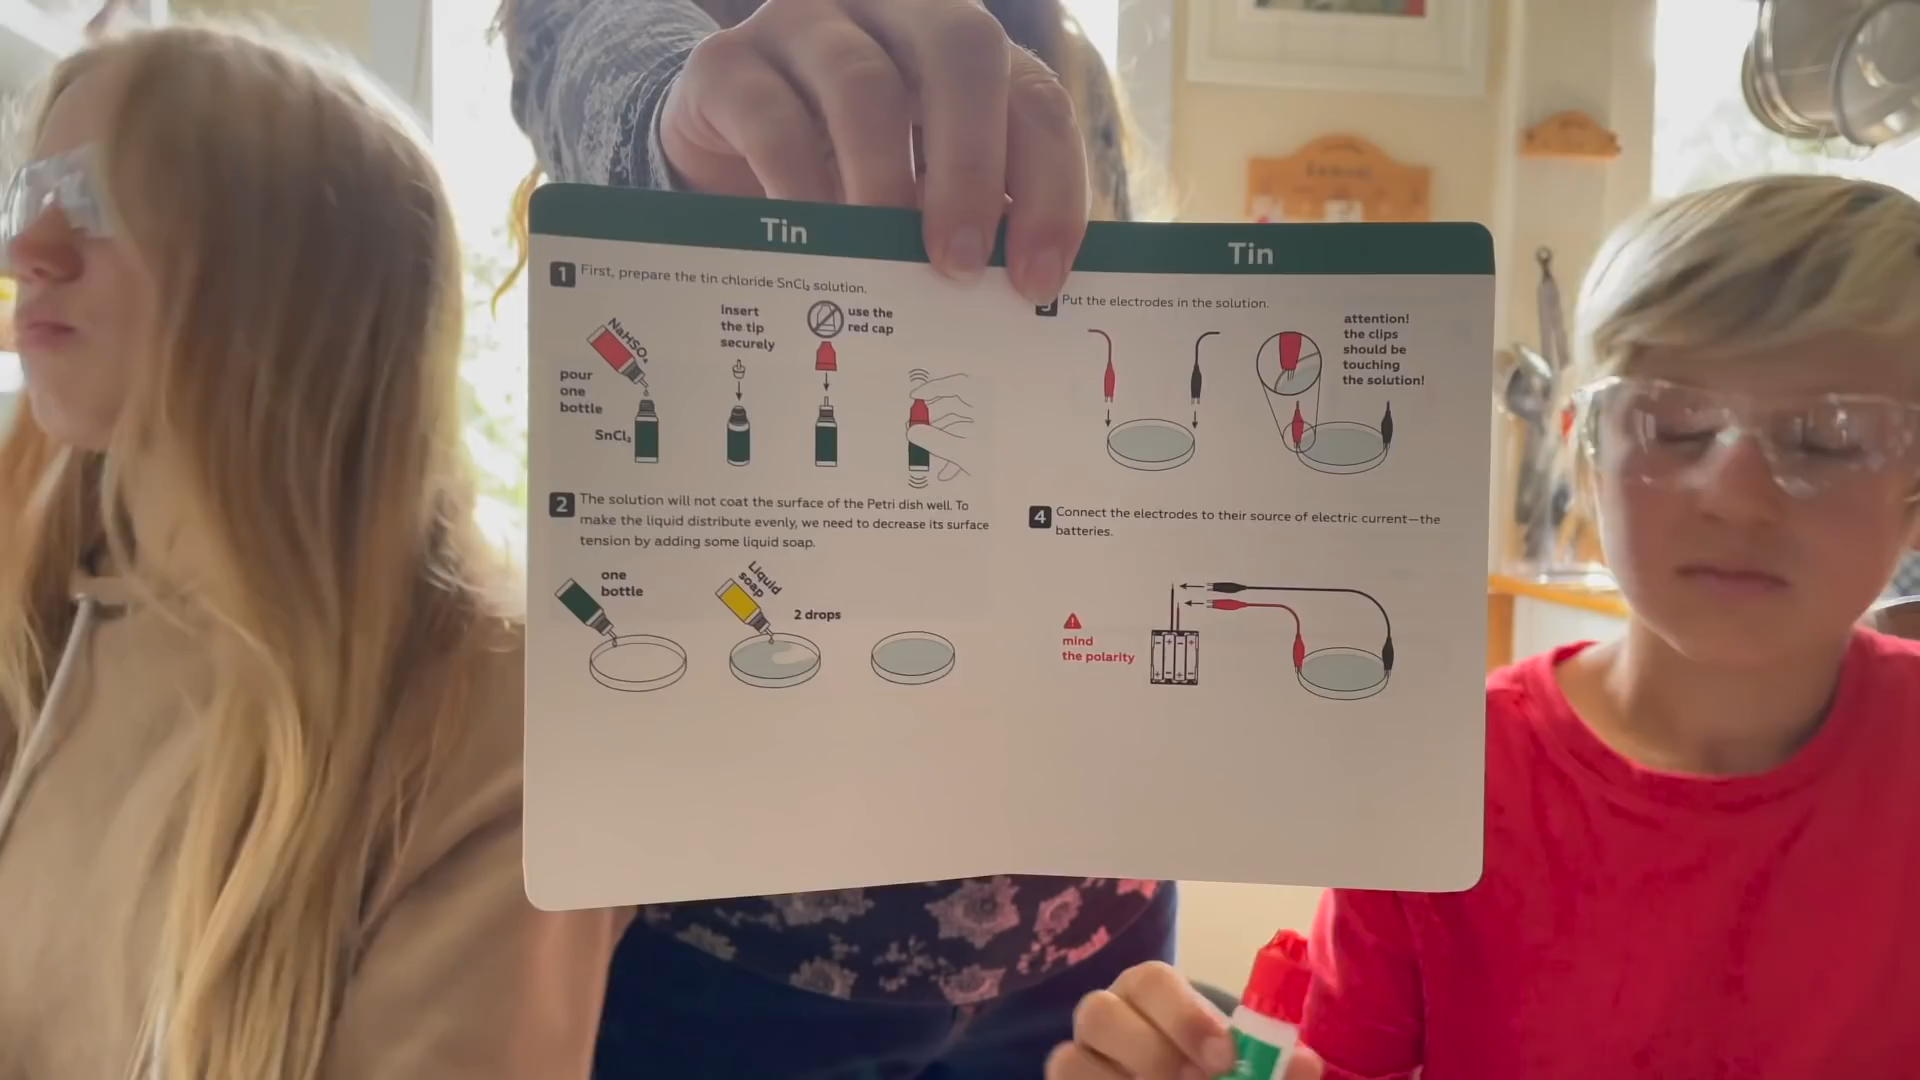 Tin
1 First, prepare the tin chloride SnCl₂ solution.
NaHSO₄
pour
one
bottle
SnCl₂
Insert
the tip
securely
use the
red cap
2 The solution will not coat the surface of the Petri dish well. To
make the liquid distribute evenly, we need to decrease its surface
tension by adding some liquid soap.
one
bottle
Liquid
soap
2 drops
Tin
3 Put the electrodes in the solution.
attention!
the clips
should be
touching
the solution!
4 Connect the electrodes to their source of electric current—the
batteries.
mind
the polarity